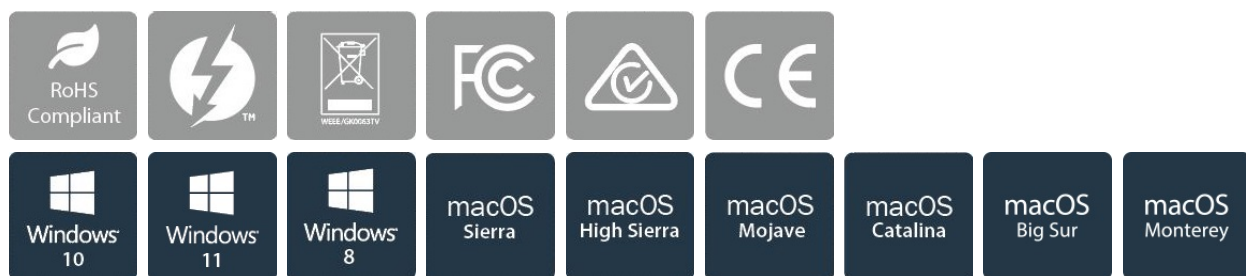 RoHS
Compliant
TM
WEEE/GK0063TV
FC
CE
Windows
10
Windows
11
Windows
8
macOS
Sierra
macOS
High Sierra
macOS
Mojave
macOS
Catalina
macOS
Big Sur
macOS
Monterey